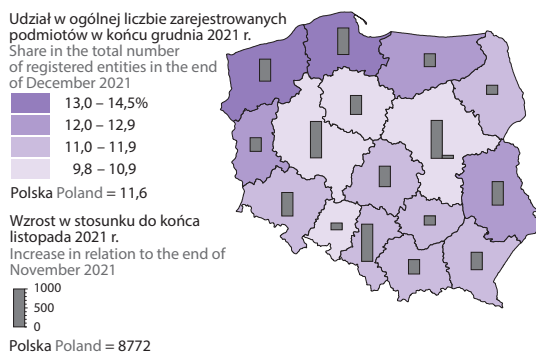 Udział w ogólnej liczbie zarejestrowanych
podmiotów w końcu grudnia 2021 r.
Share in the total number
of registered entities in the end
of December 2021
13,0 – 14,5%
12,0 – 12,9
11,0 – 11,9
9,8 – 10,9
Polska Poland = 11,6
Wzrost w stosunku do końca
listopada 2021 r.
Increase in relation to the end of
November 2021
1000
500
0
Polska Poland = 8772